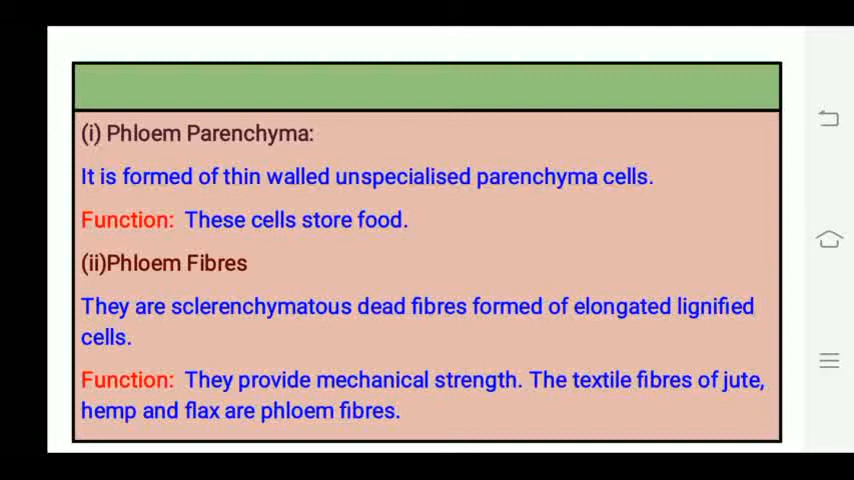 (i) Phloem Parenchyma:
It is formed of thin walled unspecialised parenchyma cells.
Function: These cells store food.
(ii)Phloem Fibres
They are sclerenchymatous dead fibres formed of elongated lignified
cells.
Function: They provide mechanical strength. The textile fibres of jute,
hemp and flax are phloem fibres.